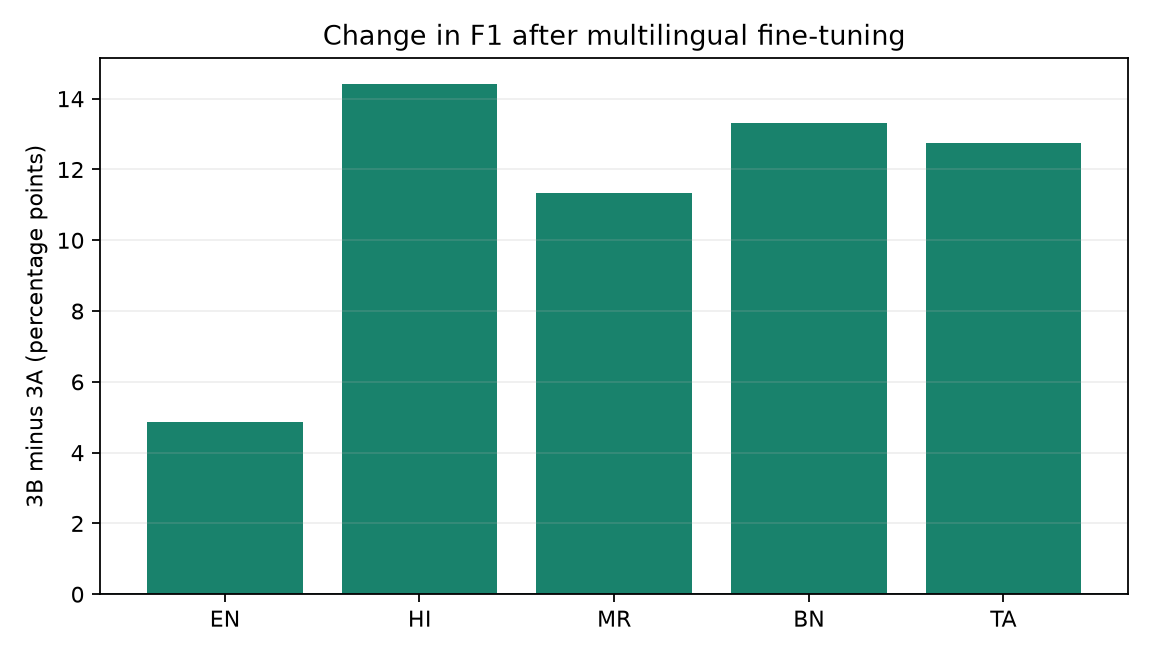 Change in F1 after multilingual fine-tuning
3B minus 3A (percentage points)
14
12
10
8
6
4
2
0
EN HI MR BN TA